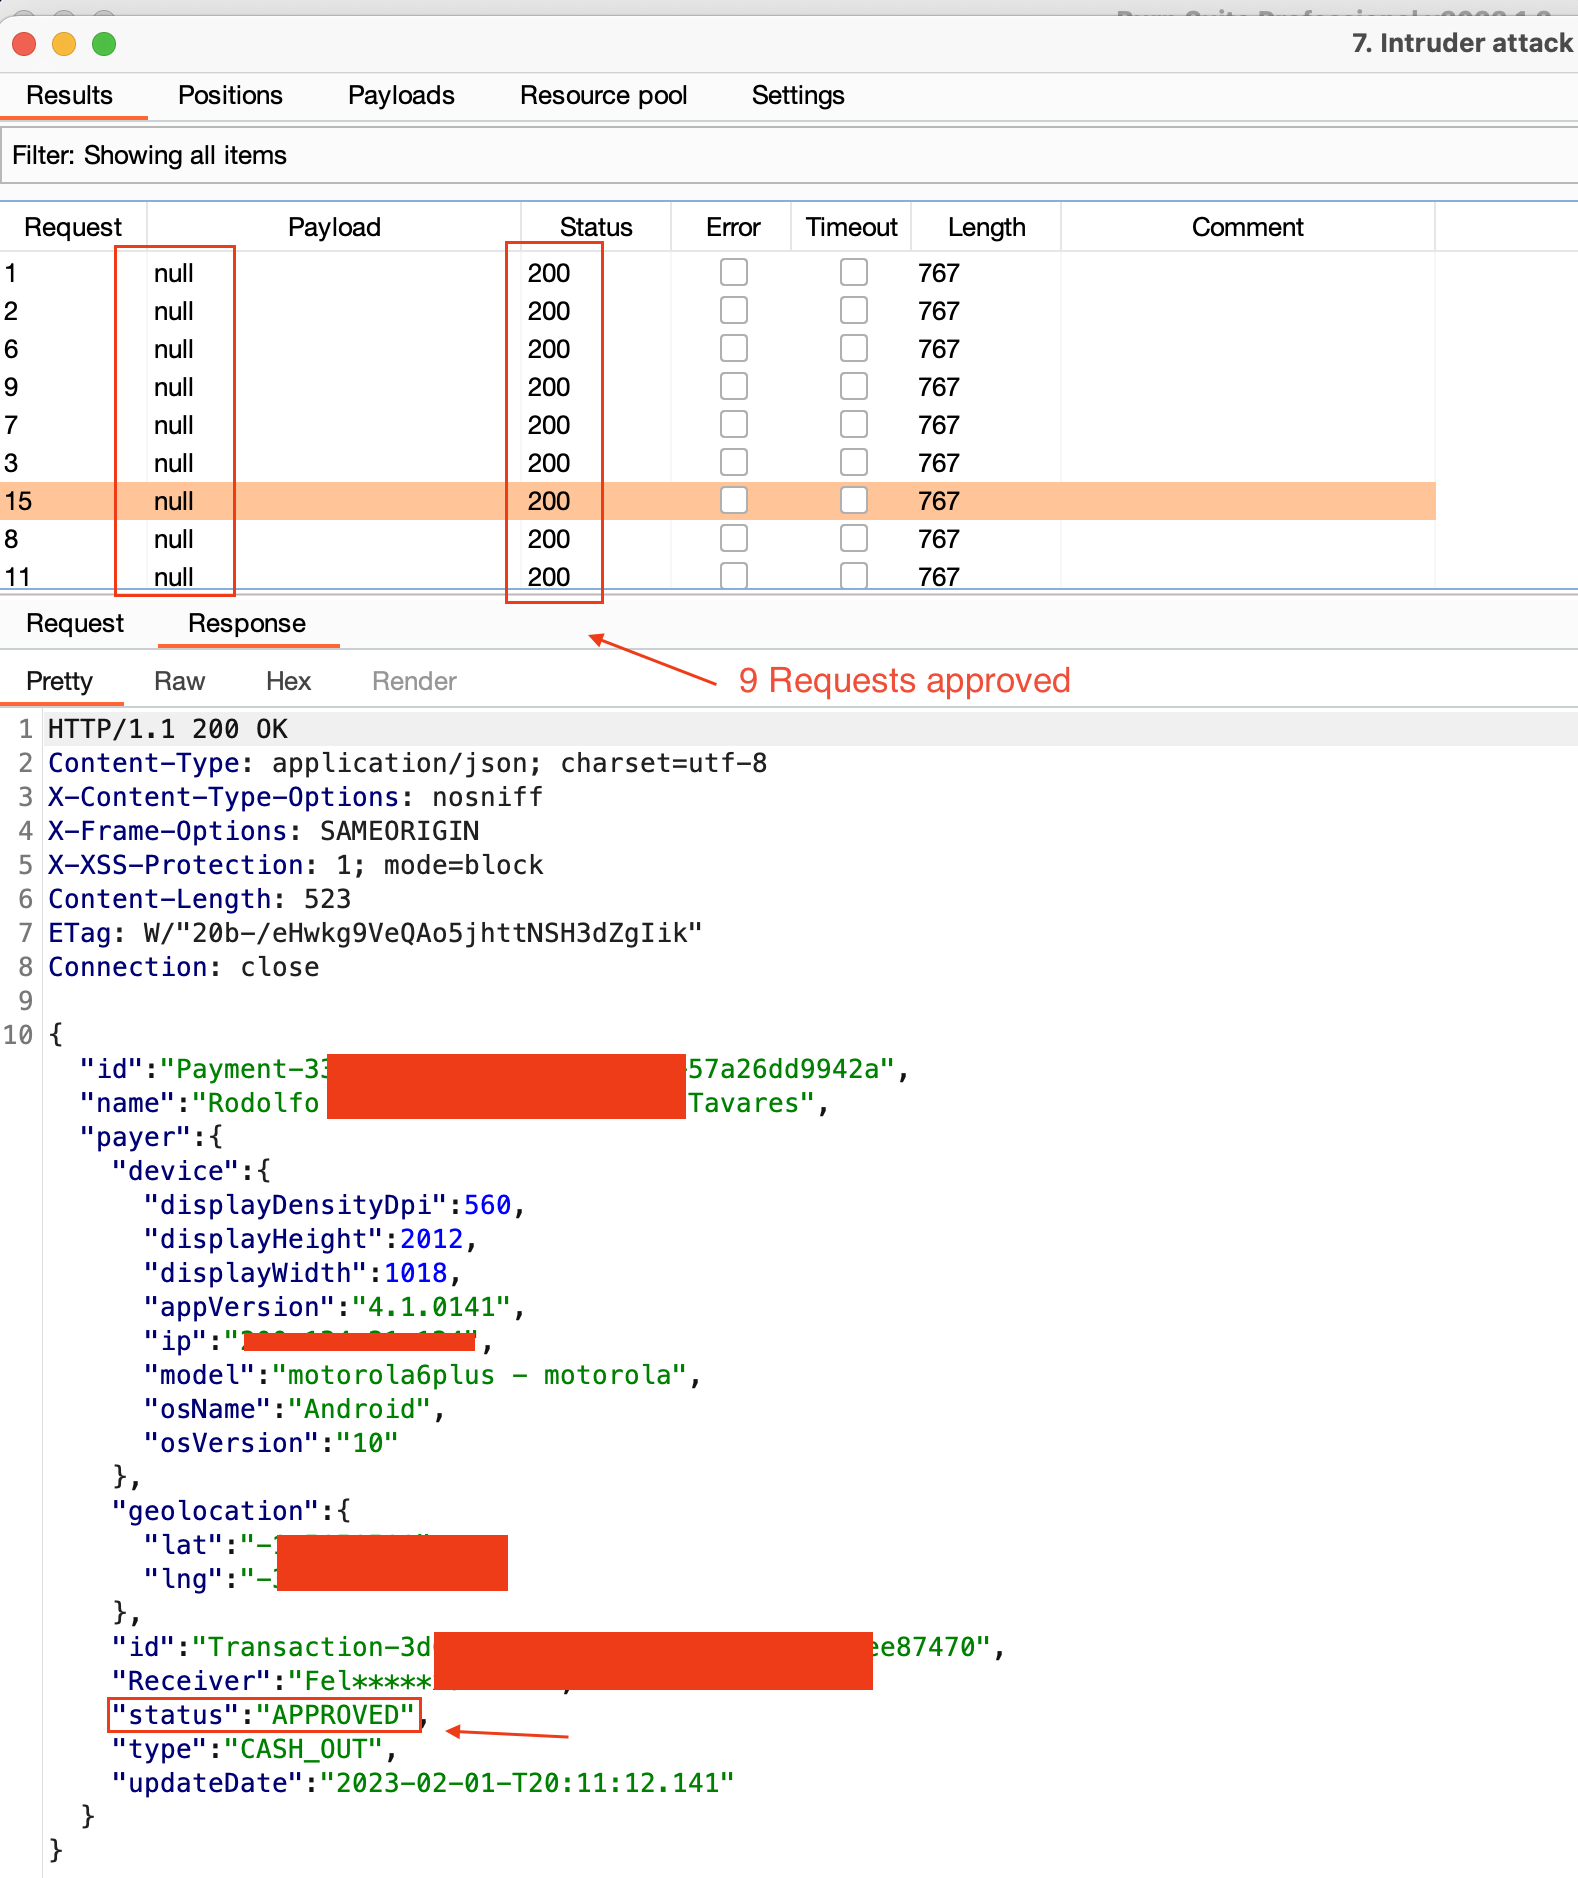 7. Intruder attack
Results Positions Payloads Resource pool Settings
Filter: Showing all items
Request Payload Status Error Timeout Length Comment
1 null 200 767
2 null 200 767
6 null 200 767
9 null 200 767
7 null 200 767
3 null 200 767
15 null 200 767
8 null 200 767
11 null 200 767
Request Response
9 Requests approved
Pretty Raw Hex Render
1 HTTP/1.1 200 OK
2 Content-Type: application/json; charset=utf-8
3 X-Content-Type-Options: nosniff
4 X-Frame-Options: SAMEORIGIN
5 X-XSS-Protection: 1; mode=block
6 Content-Length: 523
7 ETag: W/"20b-/eHwkg9VeQAo5jhttNSH3dZgIik"
8 Connection: close
9
10 {
"id":"Payment-33 57a26dd9942a",
"name":"Rodolfo Tavares",
"payer":{
"device":{
"displayDensityDpi":560,
"displayHeight":2012,
"displayWidth":1018,
"appVersion":"4.1.0141",
"ip":" ",
"model":"motorola6plus - motorola",
"osName":"Android",
"osVersion":"10"
},
"geolocation":{
"lat":"-
"lng":"-
},
"id":"Transaction-3d ee87470",
"Receiver":"Fel*****
"status":"APPROVED",
"type":"CASH_OUT",
"updateDate":"2023-02-01-T20:11:12.141"
}
}